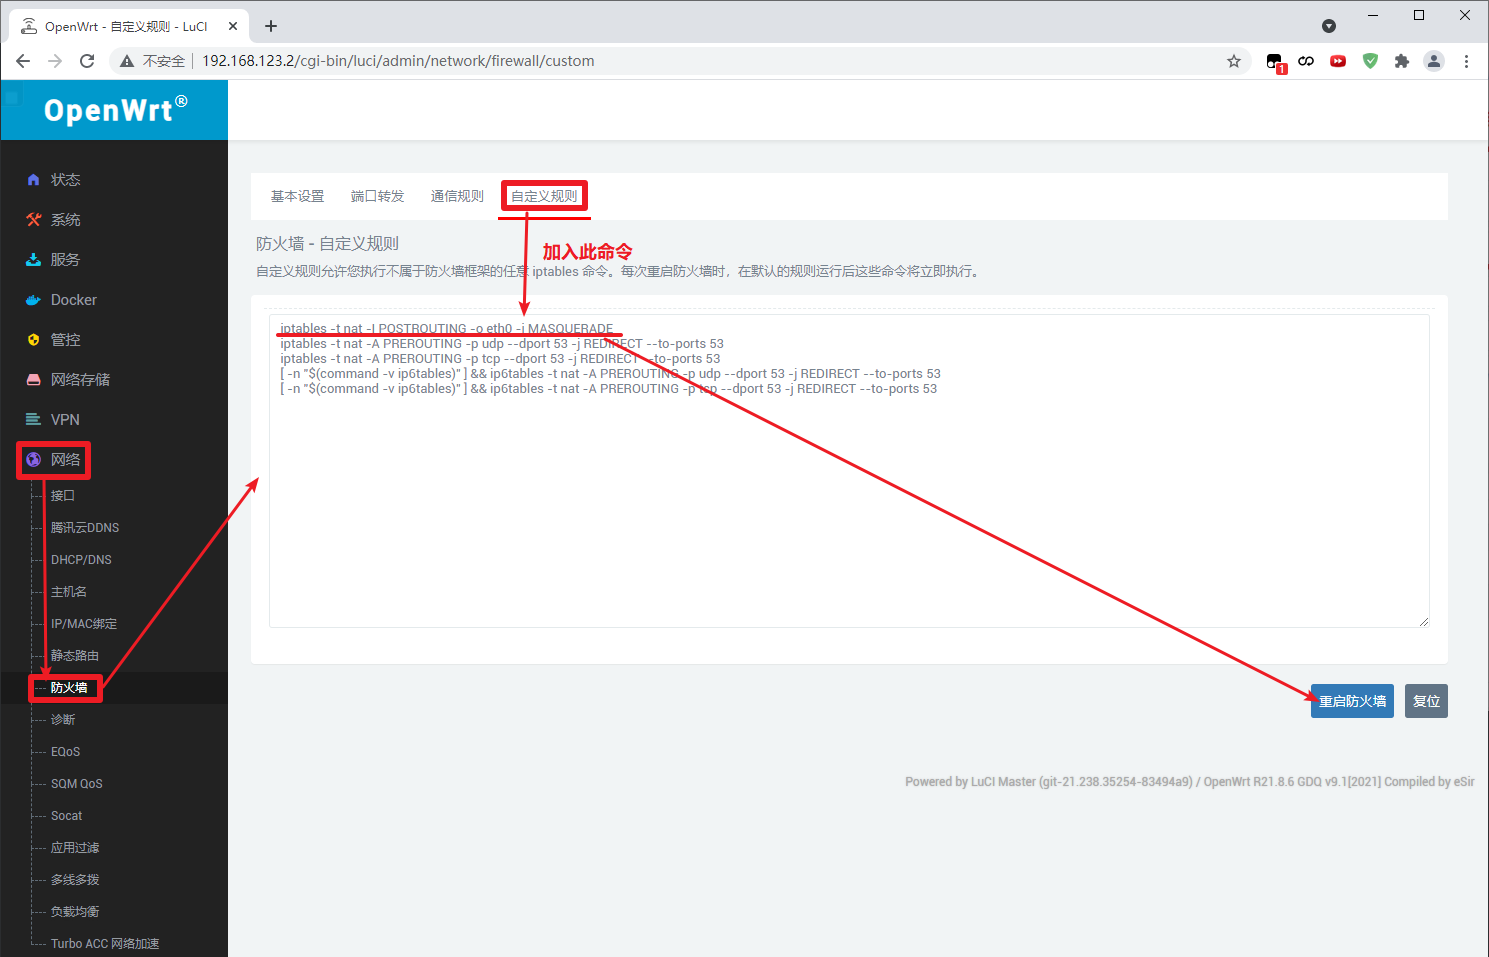 OpenWrt - 自定义规则 - LuCI
不安全
192.168.123.2/cgi-bin/luci/admin/network/firewall/custom
1
OpenWrt®
状态
系统
服务
Docker
管控
网络存储
VPN
网络
接口
腾讯云DDNS
DHCP/DNS
主机名
IP/MAC绑定
静态路由
防火墙
诊断
EQoS
SQM QoS
Socat
应用过滤
多线多拨
负载均衡
Turbo ACC 网络加速
基本设置 端口转发 通信规则 自定义规则
防火墙 - 自定义规则
加入此命令
自定义规则允许您执行不属于防火墙框架的任意 iptables 命令。每次重启防火墙时，在默认的规则运行后这些命令将立即执行。
iptables -t nat -I POSTROUTING -o eth0 -j MASQUERADE
iptables -t nat -A PREROUTING -p udp --dport 53 -j REDIRECT --to-ports 53
iptables -t nat -A PREROUTING -p tcp --dport 53 -j REDIRECT --to-ports 53
[ -n "$(command -v ip6tables)" ] && ip6tables -t nat -A PREROUTING -p udp --dport 53 -j REDIRECT --to-ports 53
[ -n "$(command -v ip6tables)" ] && ip6tables -t nat -A PREROUTING -p tcp --dport 53 -j REDIRECT --to-ports 53
重启防火墙 复位
Powered by LuCI Master (git-21.238.35254-83494a9) / OpenWrt R21.8.6 GDQ v9.1[2021] Compiled by eSir